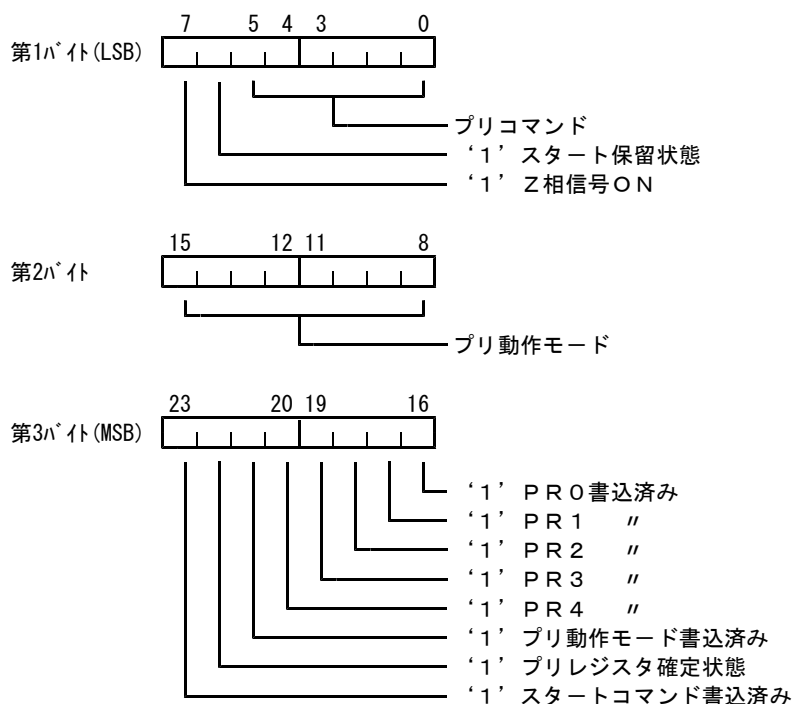 7 5 4 3 0
第1ﾊﾞｲﾄ(LSB)
プリコマンド
‘1’ スタート保留状態
‘1’ Z相信号ON
15 12 11 8
第2ﾊﾞｲﾄ
プリ動作モード
23 20 19 16
第3ﾊﾞｲﾄ(MSB)
‘1’ PR0書込済み
‘1’ PR1 〃
‘1’ PR2 〃
‘1’ PR3 〃
‘1’ PR4 〃
‘1’ プリ動作モード書込済み
‘1’ プリレジスタ確定状態
‘1’ スタートコマンド書込済み